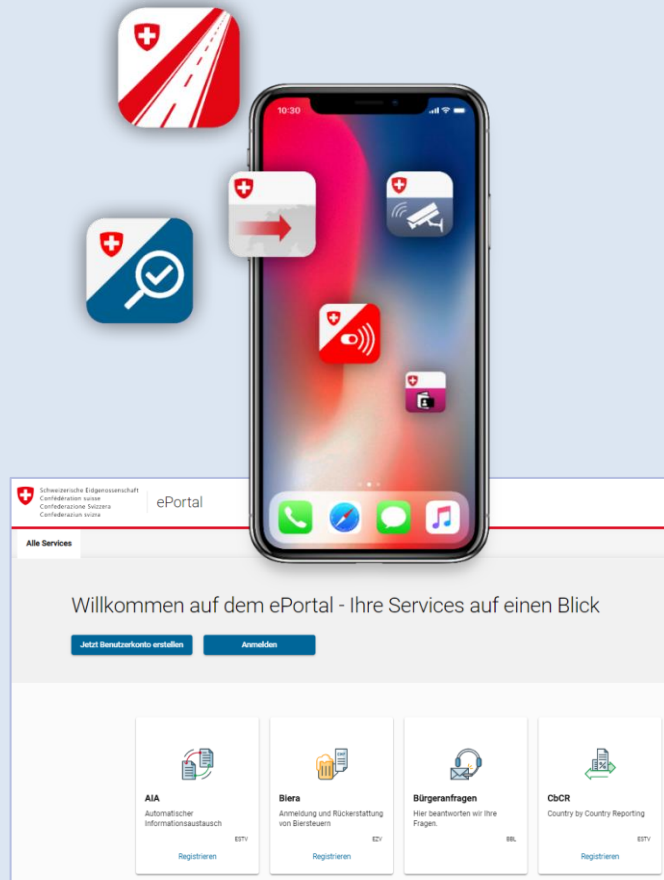 10:30
Schweizerische Eidgenossenschaft
Confédération suisse
Confederazione Svizzera
Confederaziun svizra
ePortal
Alle Services
Willkommen auf dem ePortal - Ihre Services auf einen Blick
Jetzt Benutzerkonto erstellen
Anmelden
AIA
Automatischer
Informationsaustausch
ESTV
Registrieren
Biera
Anmeldung und Rückerstattung
von Biersteuern
EZV
Registrieren
Bürgeranfragen
Hier beantworten wir Ihre
Fragen.
BBL
CbCR
Country by Country Reporting
ESTV
Registrieren